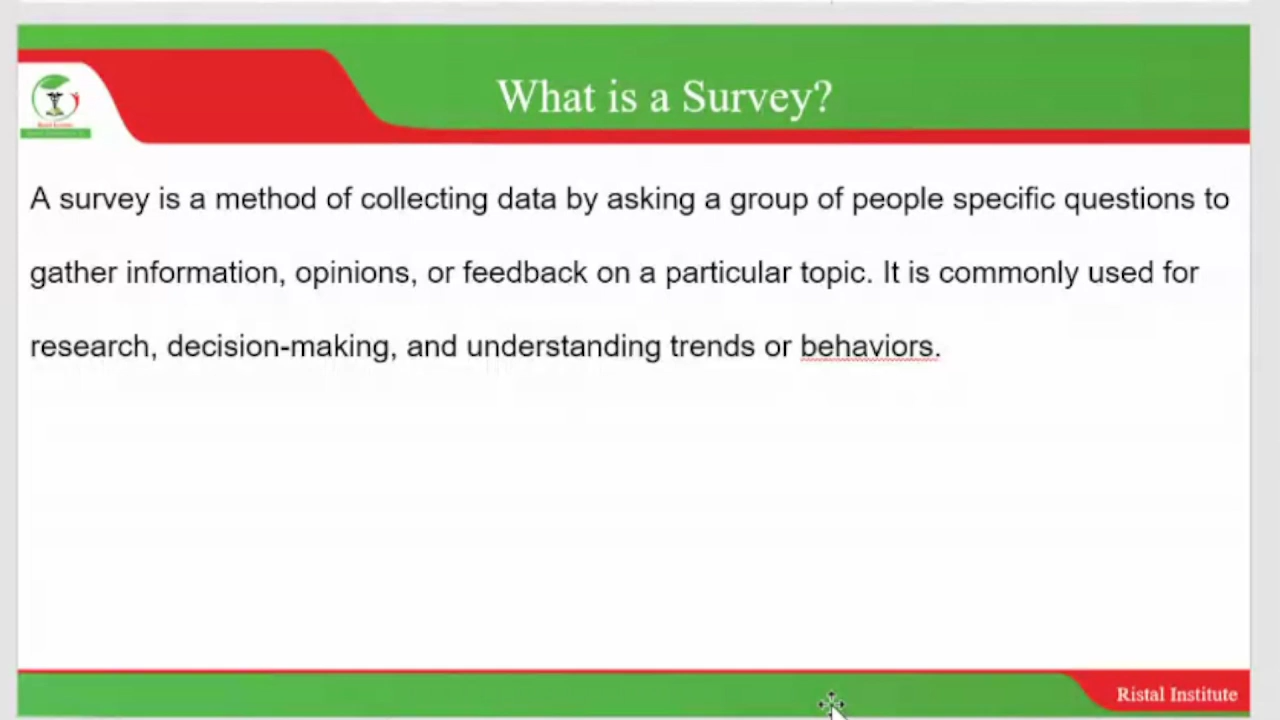 What is a Survey?
A survey is a method of collecting data by asking a group of people specific questions to
gather information, opinions, or feedback on a particular topic. It is commonly used for
research, decision-making, and understanding trends or behaviors.
Ristal Institute